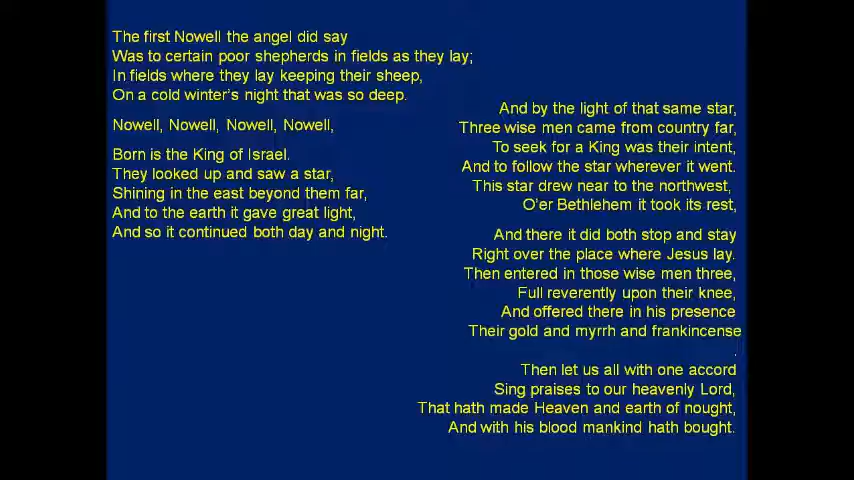 The first Nowell the angel did say
Was to certain poor shepherds in fields as they lay;
In fields where they lay keeping their sheep,
On a cold winter's night that was so deep.
Nowell, Nowell, Nowell, Nowell,
Born is the King of Israel.
They looked up and saw a star,
Shining in the east beyond them far,
And to the earth it gave great light,
And so it continued both day and night.
And by the light of that same star,
Three wise men came from country far,
To seek for a King was their intent,
And to follow the star wherever it went.
This star drew near to the northwest,
O'er Bethlehem it took its rest,
And there it did both stop and stay
Right over the place where Jesus lay.
Then entered in those wise men three,
Full reverently upon their knee,
And offered there in his presence
Their gold and myrrh and frankincense
.
Then let us all with one accord
Sing praises to our heavenly Lord,
That hath made Heaven and earth of nought,
And with his blood mankind hath bought.